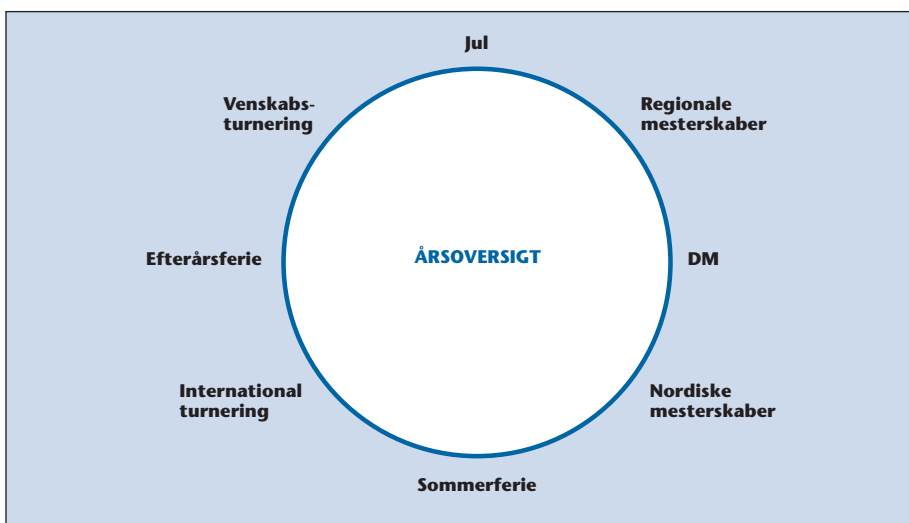 Jul
Venskabs-
turnering
Regionale
mesterskaber
Efterårsferie
ÅRSOVERSIGT
DM
International
turnering
Nordiske
mesterskaber
Sommerferie